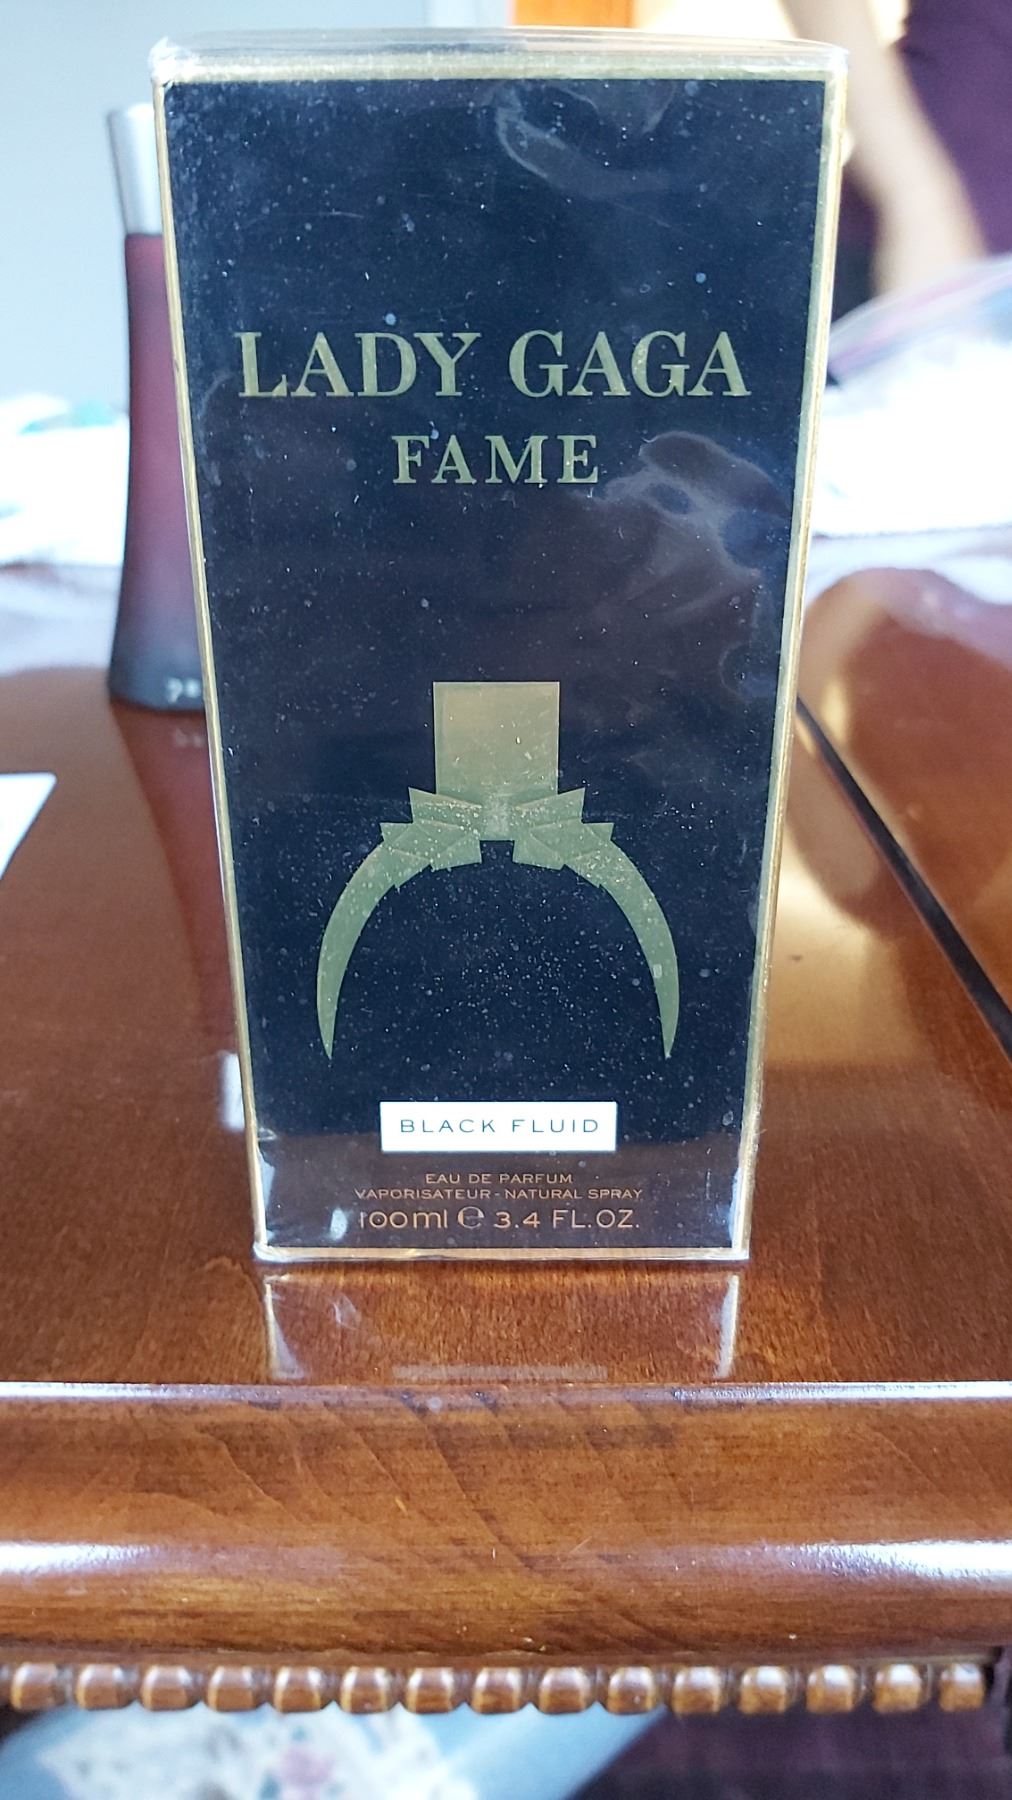 LADY GAGA
FAME
BLACK FLUID
EAU DE PARFUM
VAPORISATEUR - NATURAL SPRAY
100ml ℮ 3.4 FL.OZ.